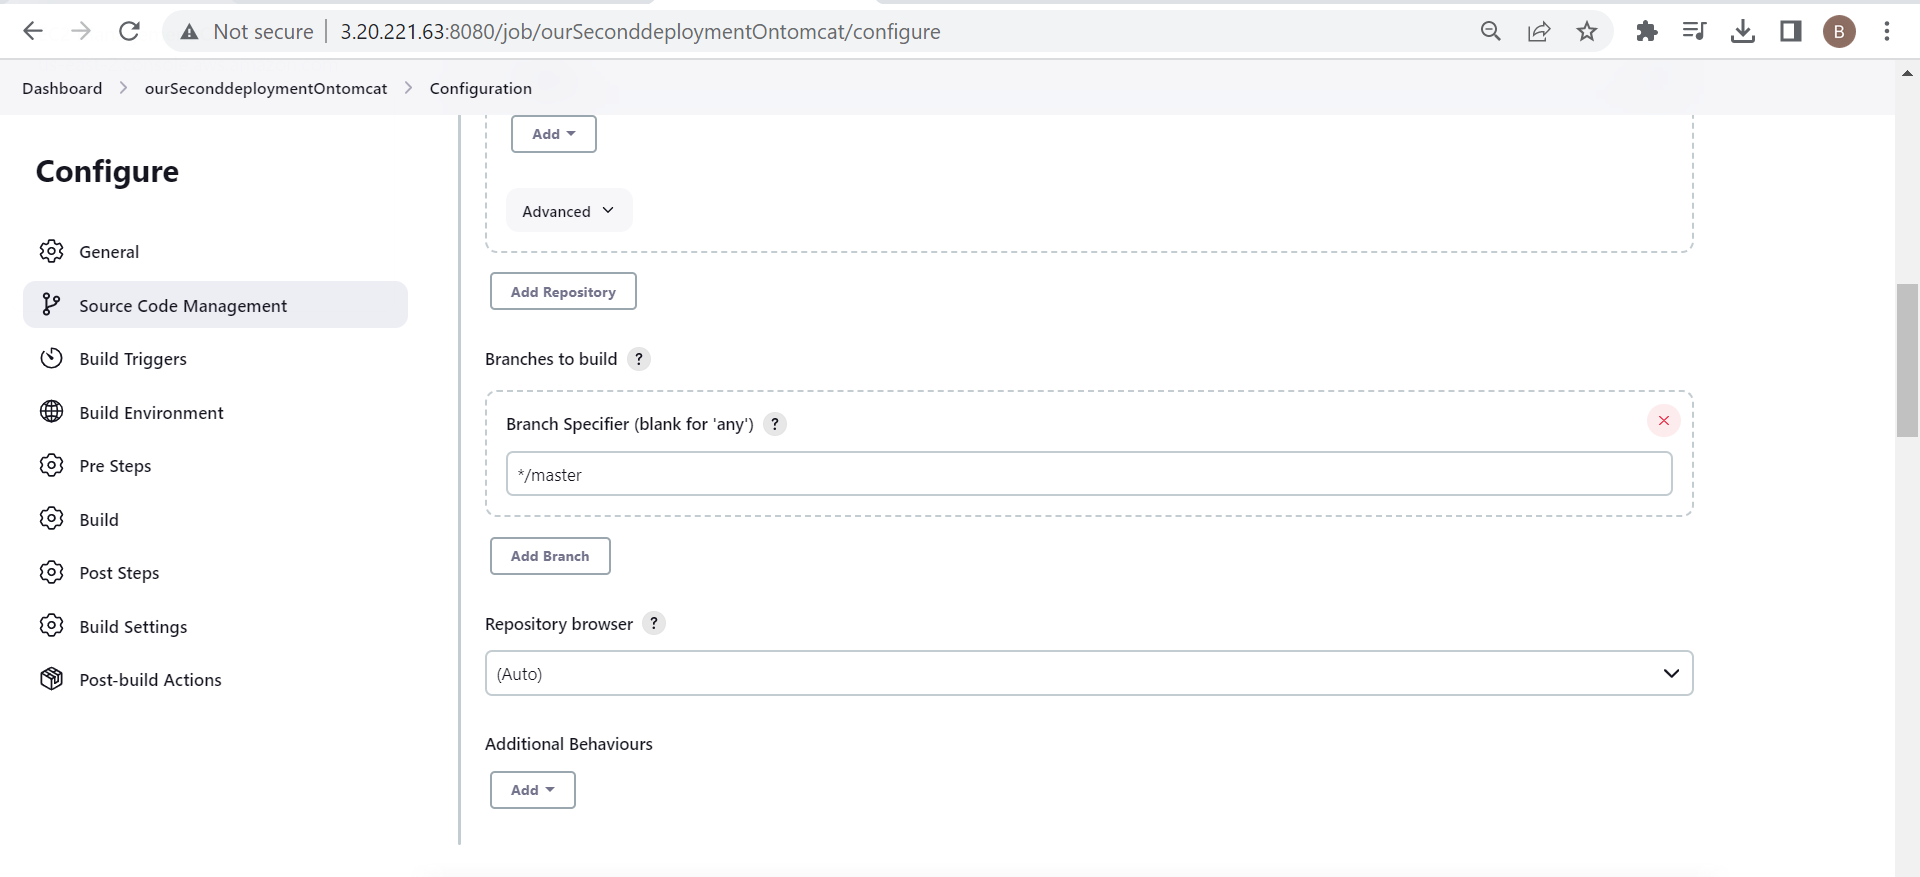 Not secure 3.20.221.63:8080/job/ourSeconddeploymentOntomcat/configure B
Dashboard ourSeconddeploymentOntomcat Configuration
Configure
General
Source Code Management
Build Triggers
Build Environment
Pre Steps
Build
Post Steps
Build Settings
Post-build Actions
Add
Advanced
Add Repository
Branches to build ?
Branch Specifier (blank for 'any') ?
*/master
Add Branch
Repository browser ?
(Auto)
Additional Behaviours
Add